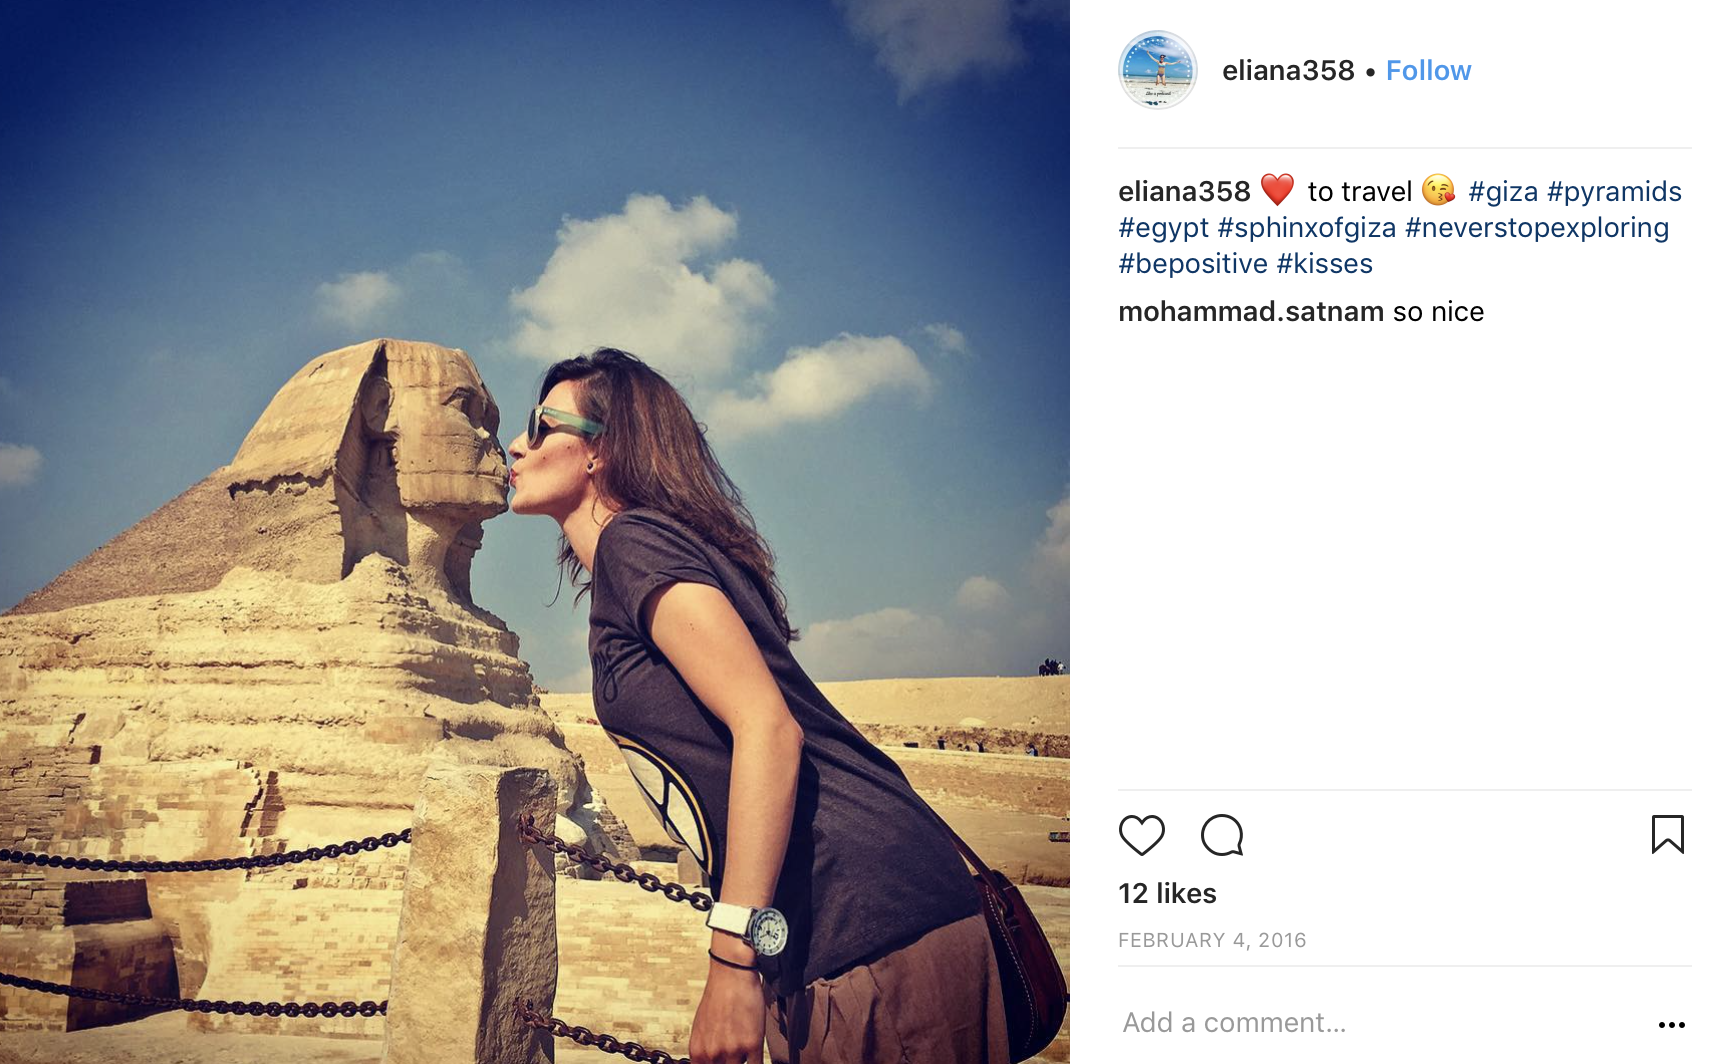 eliana358 • Follow
eliana358 ❤️ to travel 😘 #giza #pyramids
#egypt #sphinxofgiza #neverstopexploring
#bepositive #kisses
mohammad.satnam so nice
12 likes
FEBRUARY 4, 2016
Add a comment...